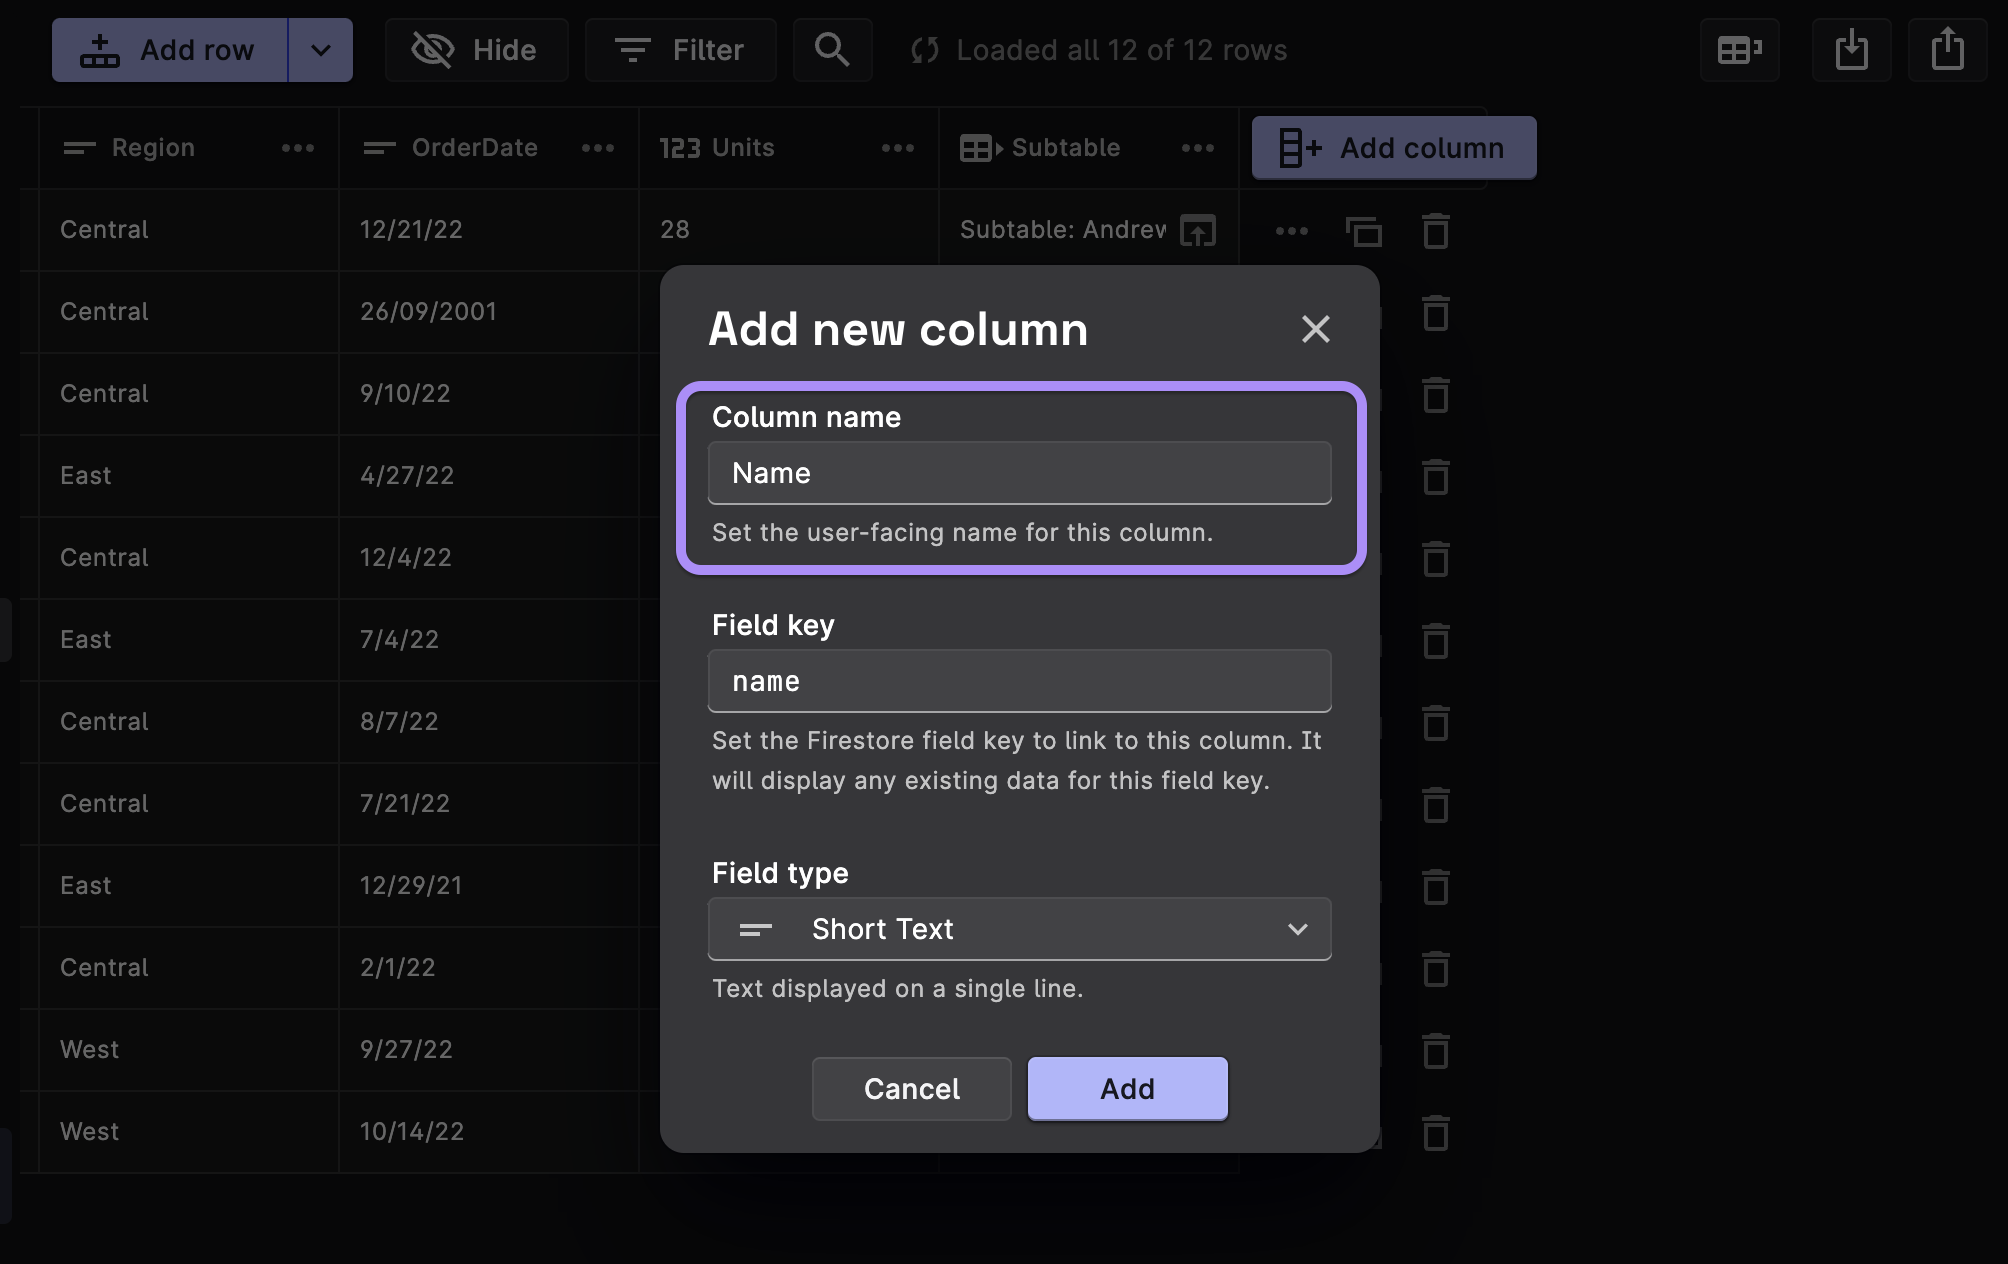 Add row
Hide
Filter
Loaded all 12 of 12 rows
Region
OrderDate
123 Units
Subtable
Add column
Central 12/21/22 28 Subtable: Andrew
Central 26/09/2001
Central 9/10/22
East 4/27/22
Central 12/4/22
East 7/4/22
Central 8/7/22
Central 7/21/22
East 12/29/21
Central 2/1/22
West 9/27/22
West 10/14/22
Add new column
Column name
Name
Set the user-facing name for this column.
Field key
name
Set the Firestore field key to link to this column. It
will display any existing data for this field key.
Field type
Short Text
Text displayed on a single line.
Cancel
Add